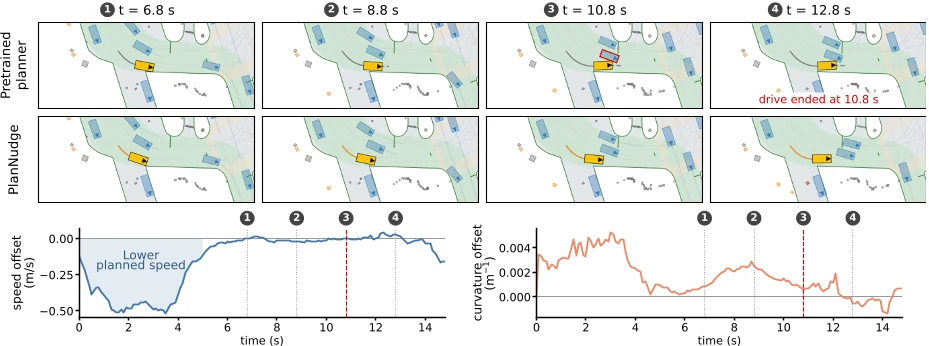 1 t = 6.8 s
2 t = 8.8 s
3 t = 10.8 s
4 t = 12.8 s
Pretrained
planner
drive ended at 10.8 s
PlanNudge
1 2 3 4
0.00
−0.25
−0.50
speed offset
(m/s)
Lower
planned speed
0 2 4 6 8 10 12 14
time (s)
1 2 3 4
0.004
0.002
0.000
curvature offset
(m⁻¹)
0 2 4 6 8 10 12 14
time (s)